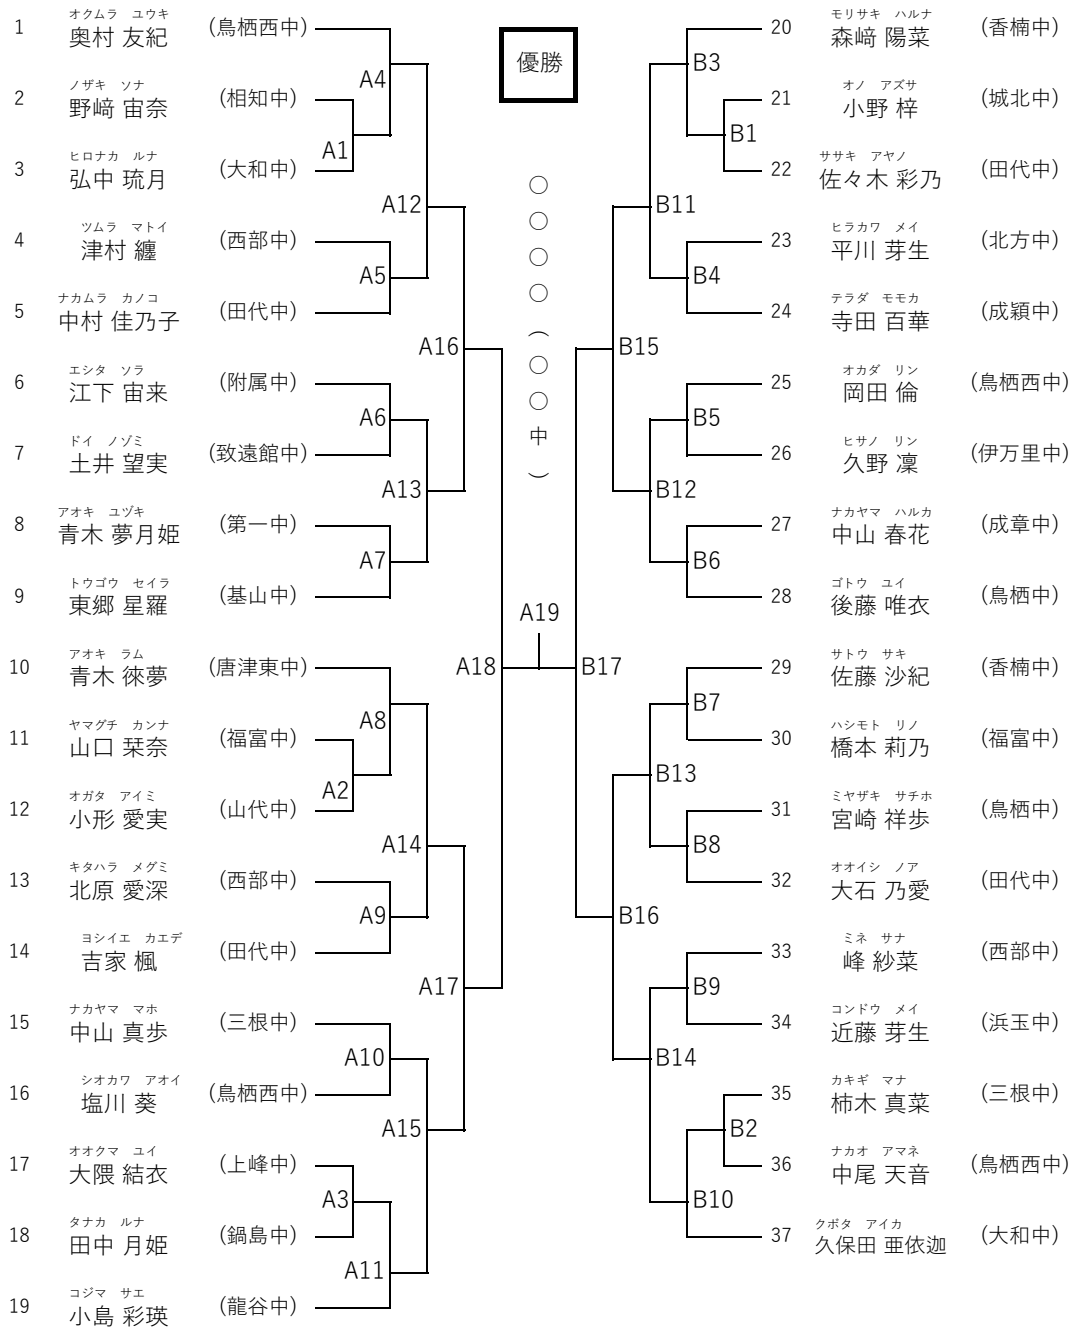 オクムラ ユウキ
1 奥村 友紀 (鳥栖西中)
ノザキ ソナ
2 野﨑 宙奈 (相知中)
ヒロナカ ルナ
3 弘中 琉月 (大和中)
ツムラ マトイ
4 津村 纏 (西部中)
ナカムラ カノコ
5 中村 佳乃子 (田代中)
エシタ ソラ
6 江下 宙来 (附属中)
ドイ ノゾミ
7 土井 望実 (致遠館中)
アオキ ユヅキ
8 青木 夢月姫 (第一中)
トウゴウ セイラ
9 東郷 星羅 (基山中)
アオキ ラム
10 青木 徠夢 (唐津東中)
ヤマグチ カンナ
11 山口 栞奈 (福富中)
オガタ アイミ
12 小形 愛実 (山代中)
キタハラ メグミ
13 北原 愛深 (西部中)
ヨシイエ カエデ
14 吉家 楓 (田代中)
ナカヤマ マホ
15 中山 真歩 (三根中)
シオカワ アオイ
16 塩川 葵 (鳥栖西中)
オオクマ ユイ
17 大隈 結衣 (上峰中)
タナカ ルナ
18 田中 月姫 (鍋島中)
コジマ サエ
19 小島 彩瑛 (龍谷中)
A4
A1
A12
A5
A16
A6
A13
A7
A18
A8
A2
A14
A9
A17
A10
A15
A3
A11
優勝
〇〇〇〇(〇〇中)
A19
B3
B1
B11
B4
B15
B5
B12
B6
B17
B7
B13
B8
B16
B9
B14
B2
B10
モリサキ ハルナ
20 森﨑 陽菜 (香楠中)
オノ アズサ
21 小野 梓 (城北中)
ササキ アヤノ
22 佐々木 彩乃 (田代中)
ヒラカワ メイ
23 平川 芽生 (北方中)
テラダ モモカ
24 寺田 百華 (成穎中)
オカダ リン
25 岡田 倫 (鳥栖西中)
ヒサノ リン
26 久野 凜 (伊万里中)
ナカヤマ ハルカ
27 中山 春花 (成章中)
ゴトウ ユイ
28 後藤 唯衣 (鳥栖中)
サトウ サキ
29 佐藤 沙紀 (香楠中)
ハシモト リノ
30 橋本 莉乃 (福富中)
ミヤザキ サチホ
31 宮崎 祥歩 (鳥栖中)
オオイシ ノア
32 大石 乃愛 (田代中)
ミネ サナ
33 峰 紗菜 (西部中)
コンドウ メイ
34 近藤 芽生 (浜玉中)
カキギ マナ
35 柿木 真菜 (三根中)
ナカオ アマネ
36 中尾 天音 (鳥栖西中)
クボタ アイカ
37 久保田 亜依迦 (大和中)